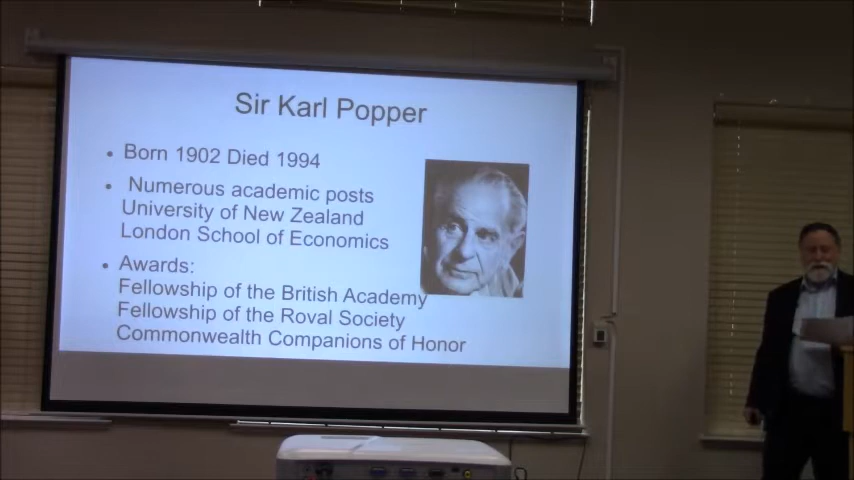 Sir Karl Popper
• Born 1902 Died 1994
• Numerous academic posts
University of New Zealand
London School of Economics
• Awards:
Fellowship of the British Academy
Fellowship of the Royal Society
Commonwealth Companions of Honor